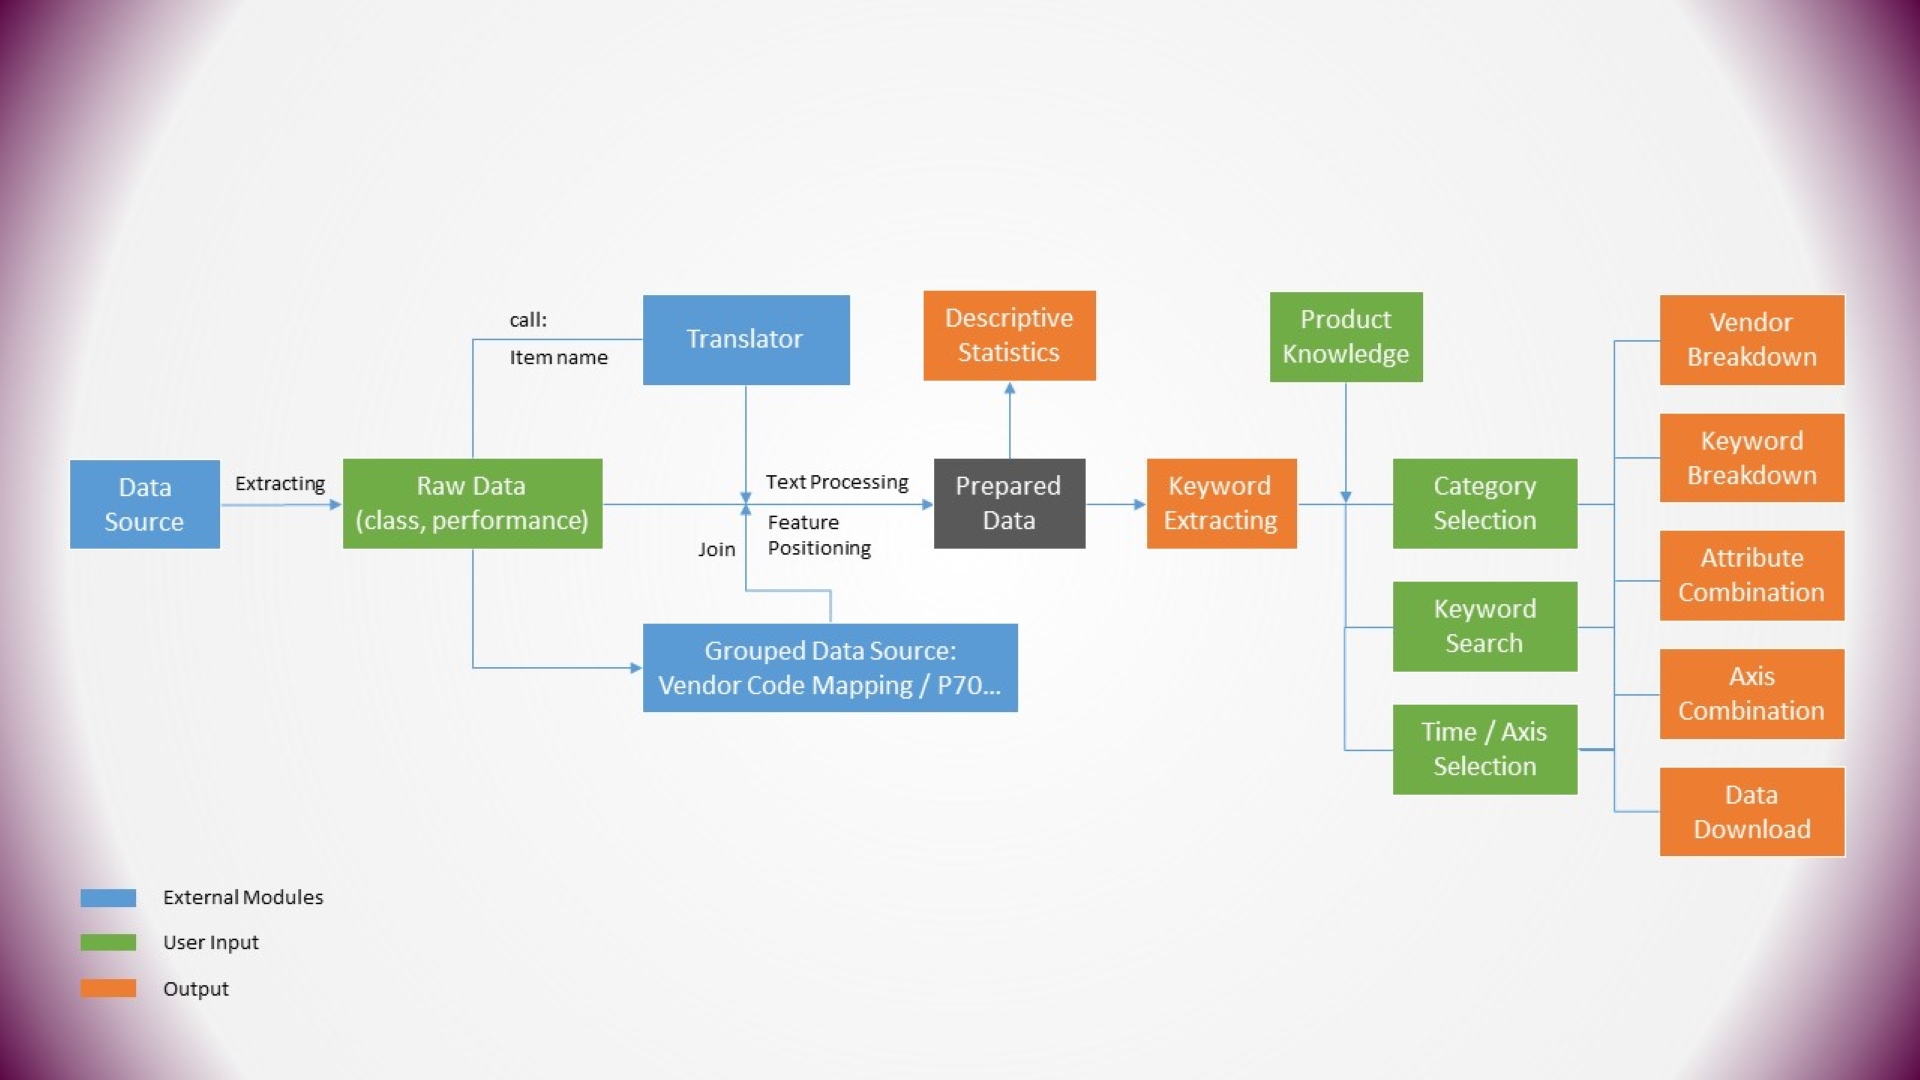 call:
Item name
Translator
Descriptive
Statistics
Product
Knowledge
Vendor
Breakdown
Keyword
Breakdown
Data
Source
Extracting
Raw Data
(class, performance)
Text Processing
Feature
Positioning
Join
Prepared
Data
Keyword
Extracting
Category
Selection
Attribute
Combination
Keyword
Search
Grouped Data Source:
Vendor Code Mapping / P70...
Axis
Combination
Time / Axis
Selection
Data
Download
External Modules
User Input
Output